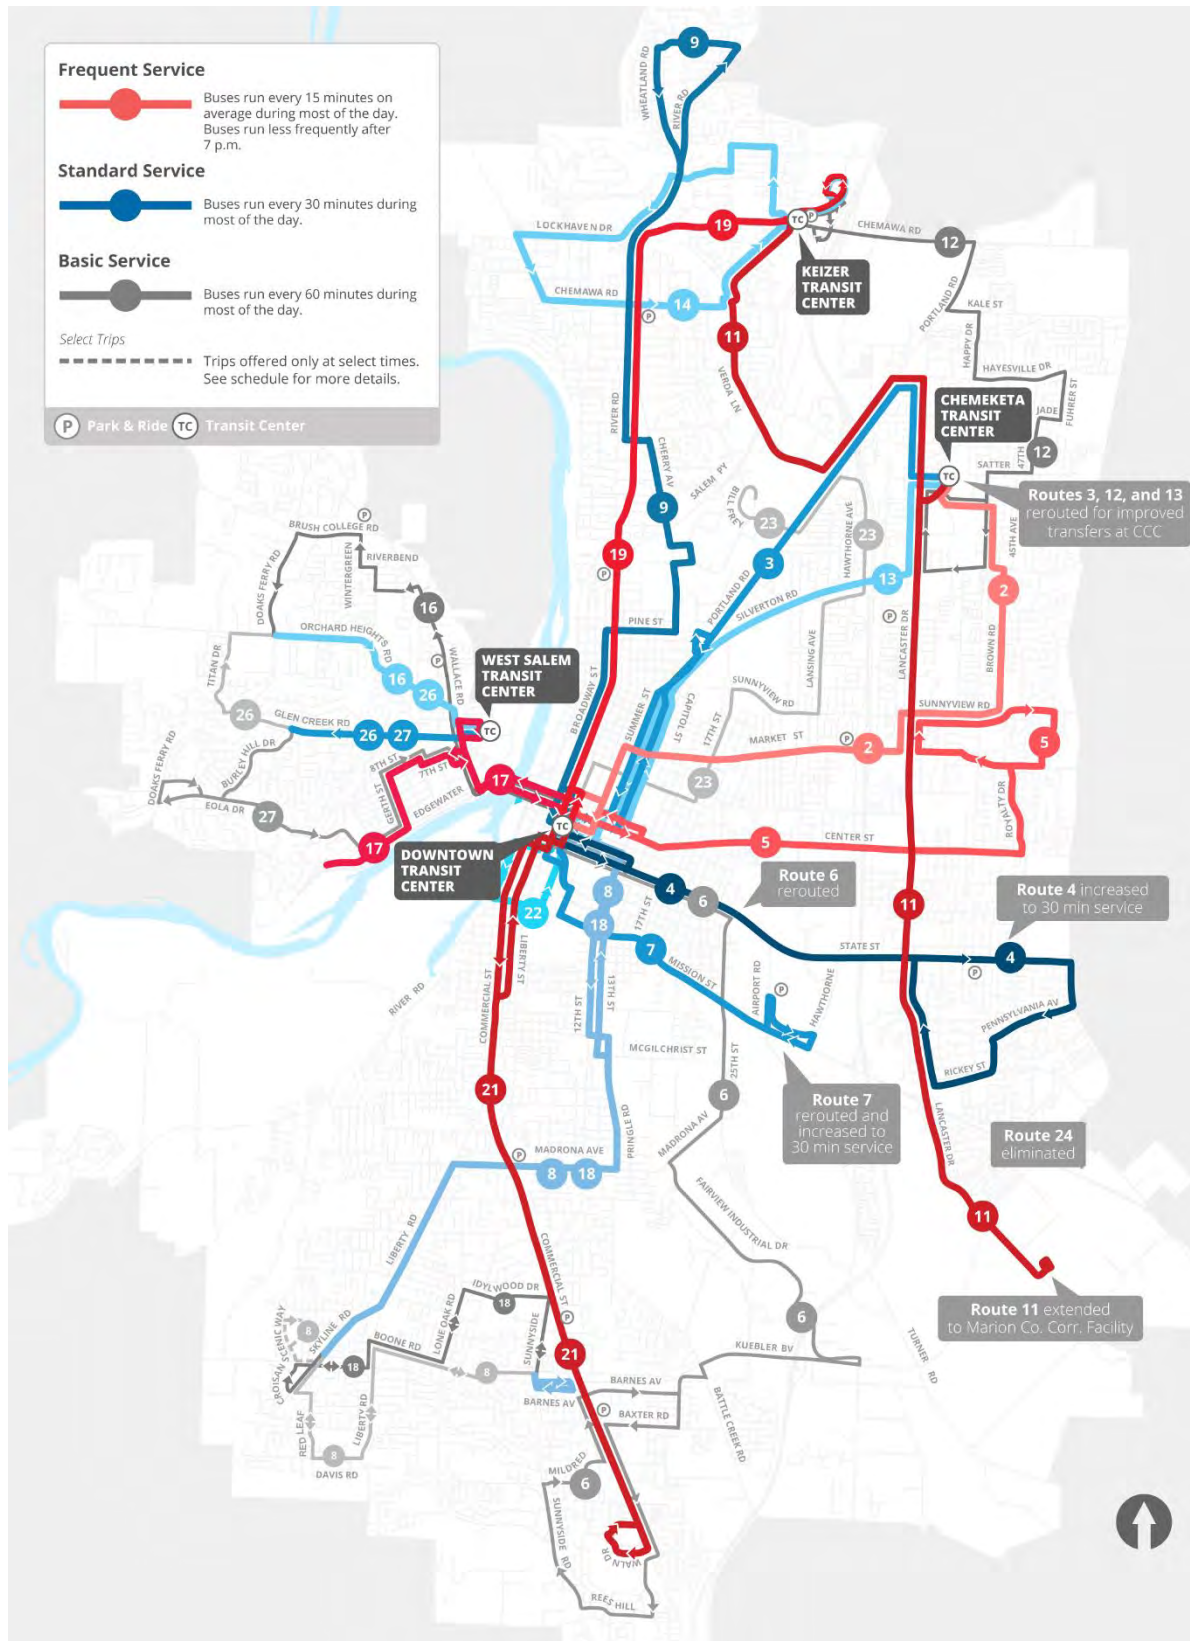 Frequent Service
Buses run every 15 minutes on
average during most of the day.
Buses run less frequently after
7 p.m.
Standard Service
Buses run every 30 minutes during
most of the day.
Basic Service
Buses run every 60 minutes during
most of the day.
Select Trips
Trips offered only at select times.
See schedule for more details.
P Park & Ride TC Transit Center
9
WHEATLAND RD
RIVER RD
LOCKHAVEN DR
19
TC
P
CHEMAWA RD
12
KEIZER
TRANSIT
CENTER
CHEMAWA RD
P
14
PORTLAND RD
KALE ST
11
HAPPY DR
HAYESVILLE DR
FUHRER ST
VERDA LN
RIVER RD
CHEMEKETA
TRANSIT
CENTER
JADE
47TH
12
CHERRY AV
SALEM PY
TC
SATTER
BILL FREY
23
HAWTHORNE AVE
23
Routes 3, 12, and 13
rerouted for improved
transfers at CCC
9
P
BRUSH COLLEGE RD
RIVERBEND
WINTERGREEN
DOAKS FERRY RD
19
P
3
45TH AVE
13
2
PORTLAND RD
SILVERTON RD
16
P
LANCASTER DR
PINE ST
ORCHARD HEIGHTS RD
WALLACE RD
P
TITAN DR
16
26
WEST SALEM
TRANSIT
CENTER
LANSING AVE
BROWN RD
SUNNYVIEW RD
SUNNYVIEW RD
26
GLEN CREEK RD
26
27
TC
BROADWAY ST
SUMMER ST
CAPITOL ST
17TH ST
MARKET ST
P
2
5
DOAKS FERRY RD
BURLEY HILL DR
8TH ST
7TH ST
GERTH ST
EDGEWATER
17
23
EOLA DR
27
17
TC
CENTER ST
5
ROYALTY DR
DOWNTOWN
TRANSIT
CENTER
Route 6
rerouted
Route 4 increased
to 30 min service
8
4
6
11
22
18
17TH ST
LIBERTY ST
7
STATE ST
4
P
MISSION ST
AIRPORT RD
P
HAWTHORNE
RIVER RD
COMMERCIAL ST
12TH ST
13TH ST
PENNSYLVANIA AV
MCGILCHRIST ST
25TH ST
RICKEY ST
21
6
Route 7
rerouted and
increased to
30 min service
LANCASTER DR
Route 24
eliminated
PRINGLE RD
MADRONA AV
P
MADRONA AVE
8
18
FAIRVIEW INDUSTRIAL DR
11
LIBERTY RD
COMMERCIAL ST
IDYLWOOD DR
18
LONE OAK RD
P
6
Route 11 extended
to Marion Co. Corr. Facility
CROISAN SCENIC WAY
8
SKYLINE RD
BOONE RD
18
SUNNYSIDE
21
KUEBLER BV
TURNER RD
8
BARNES AV
BARNES AV
P
BAXTER RD
BATTLE CREEK RD
RED LEAF
LIBERTY RD
8
DAVIS RD
MILDRED
6
SUNNYSIDE RD
WALN DR
REES HILL